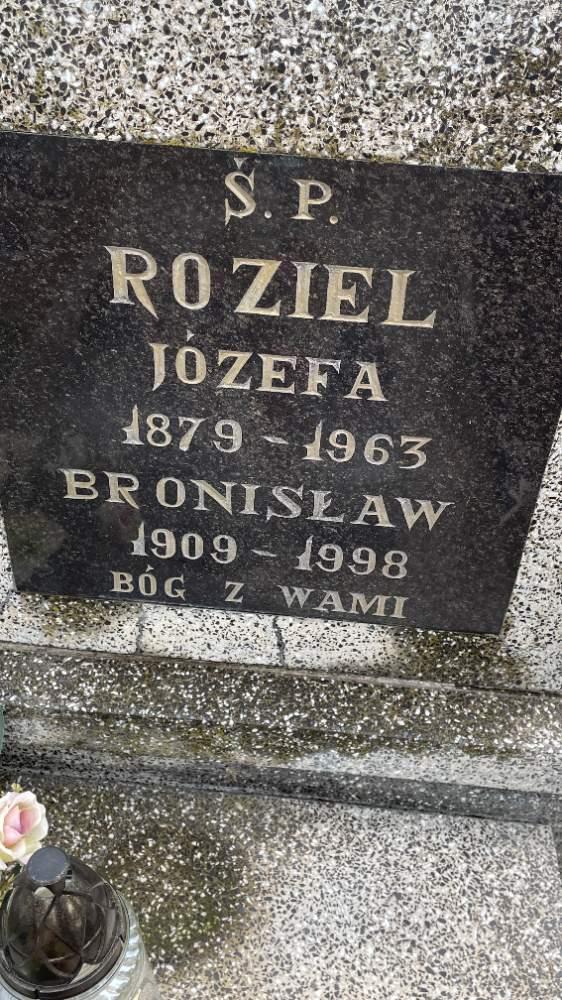 Ś. P.
ROZIEL
JÓZEFA
1879 - 1963
BRONISŁAW
1909 - 1998
BÓG Z WAMI